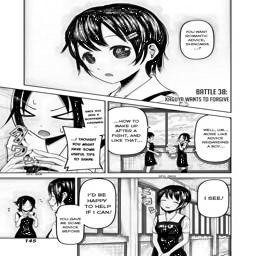 YOU WANT
ROMANTIC
ADVICE,
SHINOMIYA
...?
BATTLE 38:
KAGUYA WANTS TO FORGIVE
...I THOUGHT
YOU MIGHT
HAVE SOME
USEFUL TIPS
TO SHARE.
...HOW TO
MAKE UP
AFTER A
FIGHT, AND
LIKE THAT...
WELL, UM...
MORE LIKE
ADVICE
REGARDING
A BOY...
I SEE!
I'D BE
HAPPY
TO HELP
IF I CAN!
YOU GAVE ME
SOME ADVICE
BEFORE
145